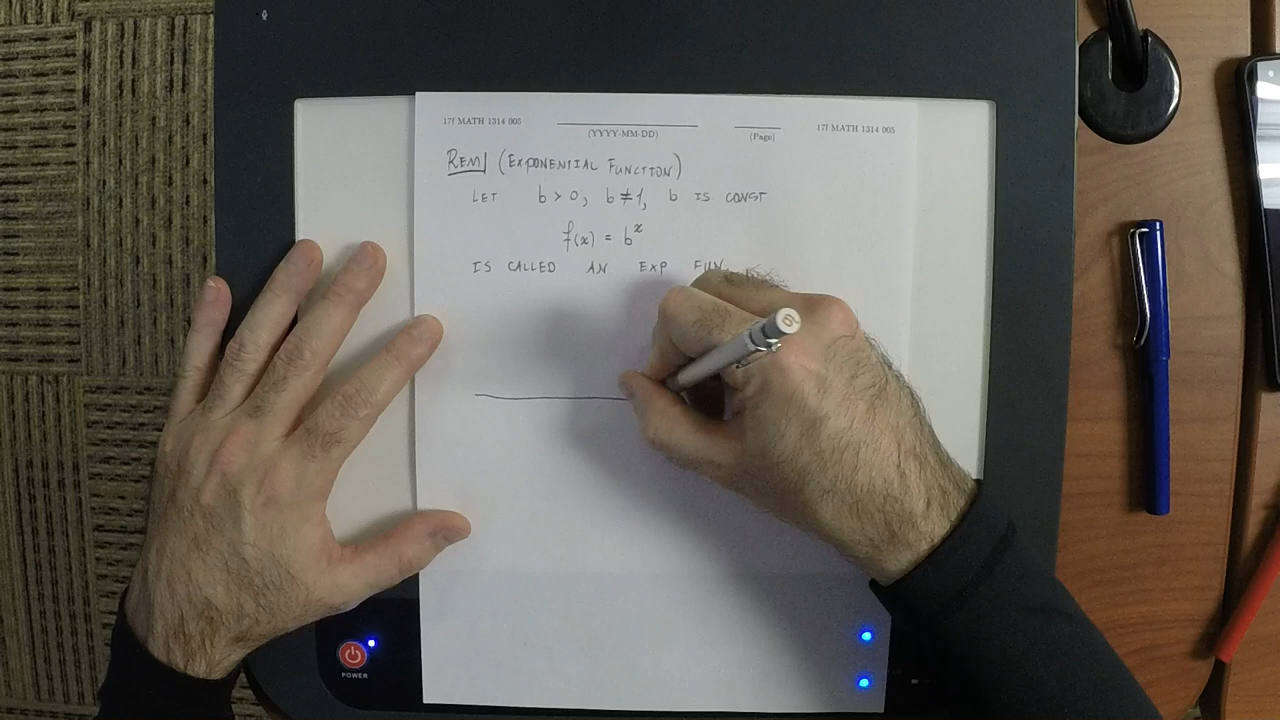 17f MATH 1314 005
(YYYY-MM-DD)
(Page)
17f MATH 1314 005
REM (EXPONENTIAL FUNCTION)
LET b > 0, b ≠ 1, b IS CONST
f(x) = b^x
IS CALLED AN EXP FUN
POWER